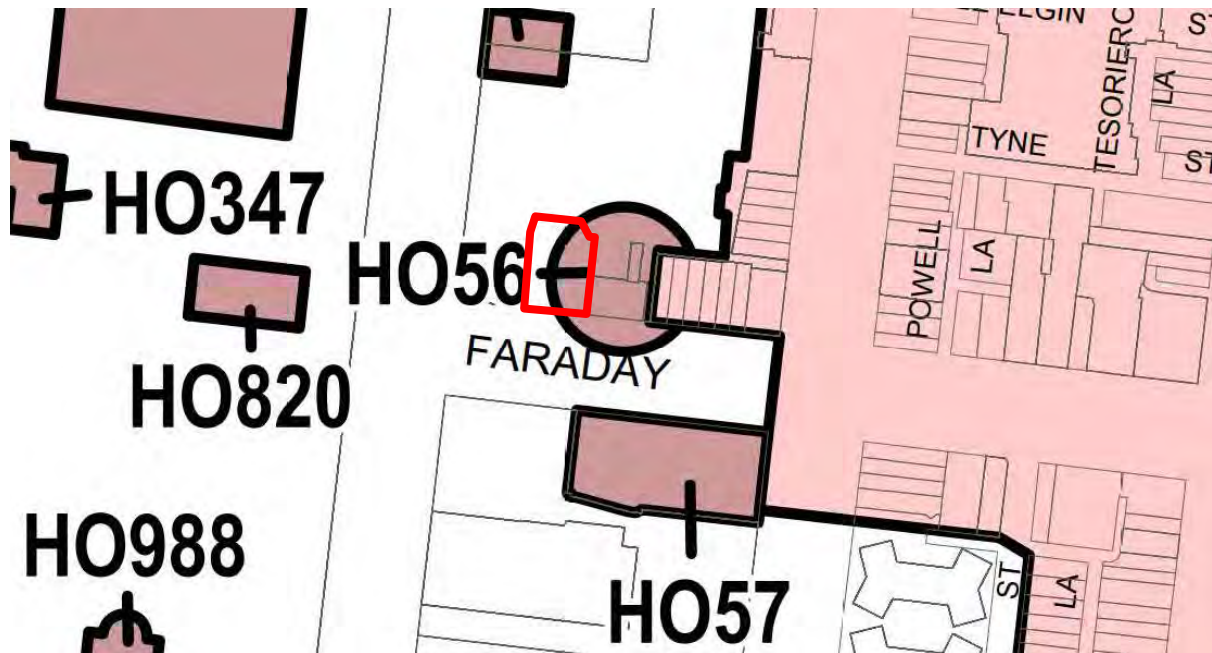 ELGIN
ST
TESORIERO
LA
TYNE
ST
HO347
POWELL
LA
HO56
FARADAY
HO820
HO988
HO57
ST
LA